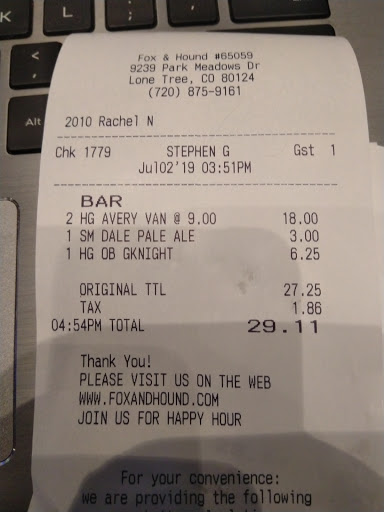 K
L
<
,
Alt
Fox & Hound #65059
9239 Park Meadows Dr
Lone Tree, CO 80124
(720) 875-9161
2010 Rachel N
Chk 1779 STEPHEN G Gst 1
Jul02'19 03:51PM
BAR
2 HG AVERY VAN @ 9.00 18.00
1 SM DALE PALE ALE 3.00
1 HG OB GKNIGHT 6.25
ORIGINAL TTL 27.25
TAX 1.86
04:54PM TOTAL 29.11
Thank You!
PLEASE VISIT US ON THE WEB
WWW.FOXANDHOUND.COM
JOIN US FOR HAPPY HOUR
For your convenience:
we are providing the following